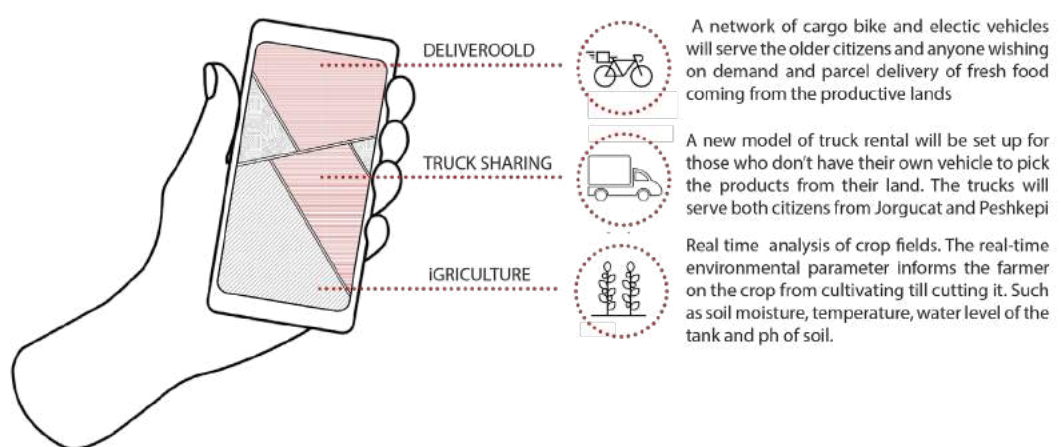 DELIVEROOLD
A network of cargo bike and electic vehicles
will serve the older citizens and anyone wishing
on demand and parcel delivery of fresh food
coming from the productive lands
TRUCK SHARING
A new model of truck rental will be set up for
those who don't have their own vehicle to pick
the products from their land. The trucks will
serve both citizens from Jorgucat and Peshkepi
iGRICULTURE
Real time analysis of crop fields. The real-time
environmental parameter informs the farmer
on the crop from cultivating till cutting it. Such
as soil moisture, temperature, water level of the
tank and ph of soil.